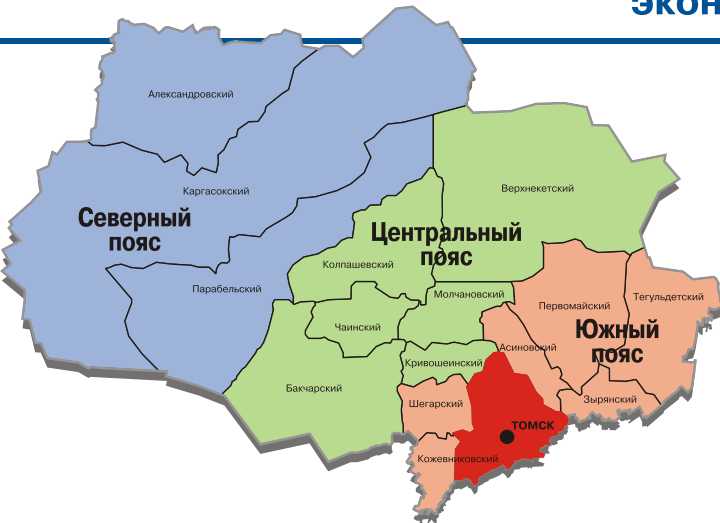 экон
Александровский
Каргасокский
Верхнекетский
Северный
пояс
Центральный
пояс
Колпашевский
Парабельский
Молчановский
Тегульдетский
Первомайский
Чаинский
Южный
пояс
Асиновский
Кривошеинский
Бакчарский
Шегарский
Зырянский
ТОМСК
Кожевниковский